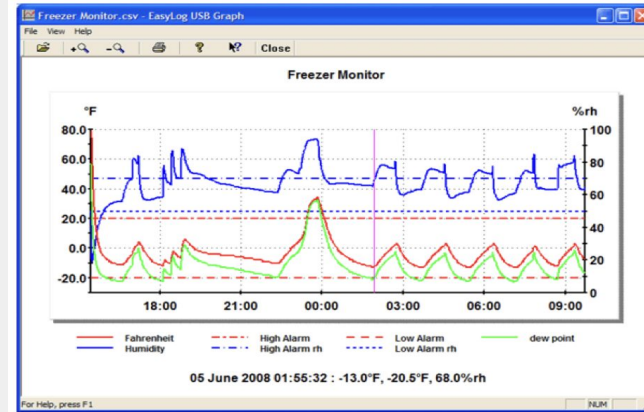 Freezer Monitor.csv - EasyLog USB Graph
File View Help
Close
Freezer Monitor
°F %rh
80.0 100
60.0 80
40.0 60
20.0 40
0.0 20
-20.0 0
18:00 21:00 00:00 03:00 06:00 09:00
Fahrenheit High Alarm Low Alarm dew point
Humidity High Alarm rh Low Alarm rh
05 June 2008 01:55:32 : -13.0°F, -20.5°F, 68.0%rh
For Help, press F1 NUM